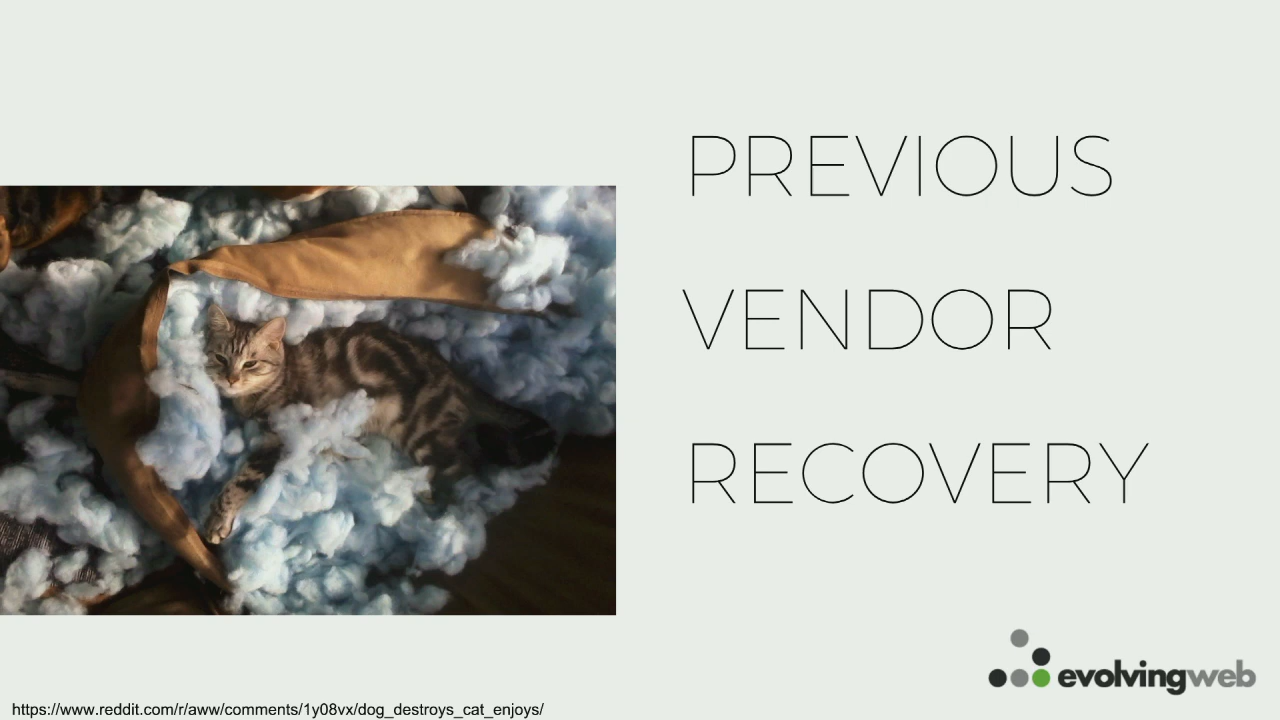 PREVIOUS
VENDOR
RECOVERY
evolvingweb
https://www.reddit.com/r/aww/comments/1y08vx/dog_destroys_cat_enjoys/